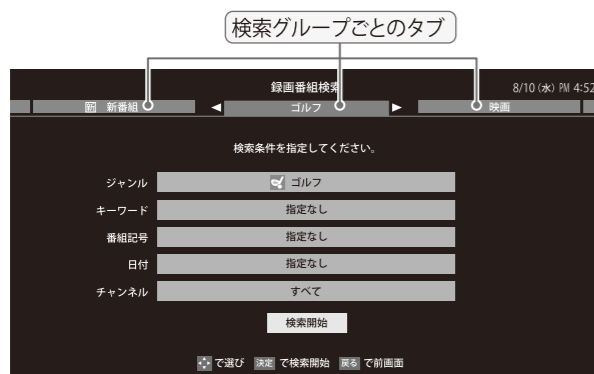 検索グループごとのタブ
録画番組検索 8/10 (水) PM 4:52
新 新番組 ◀ ゴルフ ▶ 映画
検索条件を指定してください。
ジャンル ゴルフ
キーワード 指定なし
番組記号 指定なし
日付 指定なし
チャンネル すべて
検索開始
で選び 決定 で検索開始 戻る で前画面